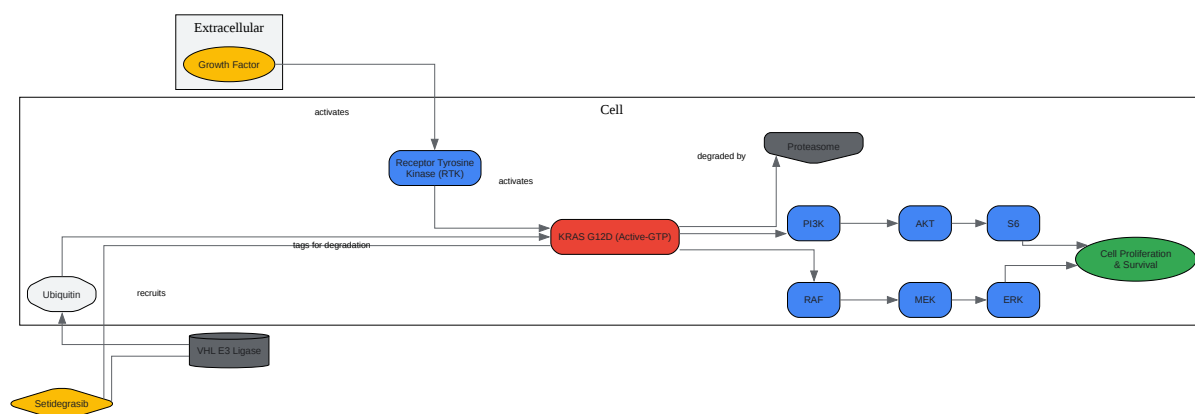 Extracellular
Growth Factor
Cell
activates
Receptor Tyrosine
Kinase (RTK)
activates
degraded by
Proteasome
KRAS G12D (Active-GTP)
PI3K
AKT
S6
tags for degradation
Cell Proliferation
& Survival
Ubiquitin
recruits
RAF
MEK
ERK
VHL E3 Ligase
Setidegrasib